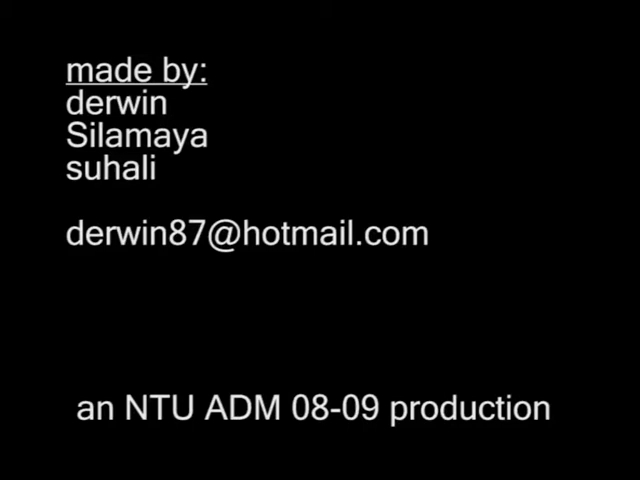 made by:
derwin
Silamaya
suhali
derwin87@hotmail.com
an NTU ADM 08-09 production